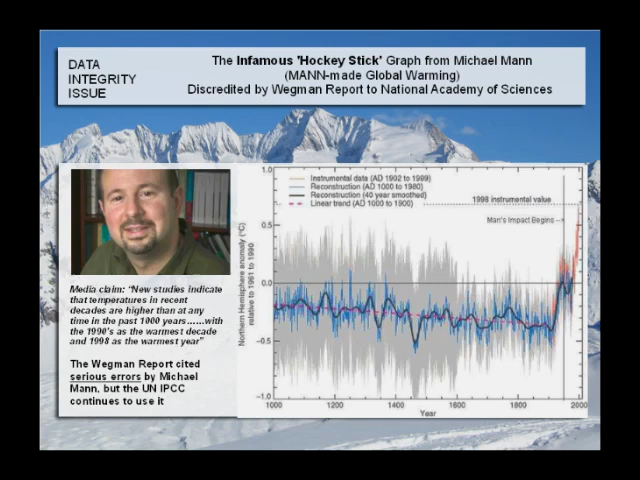 DATA
INTEGRITY
ISSUE
The Infamous 'Hockey Stick' Graph from Michael Mann
(MANN-made Global Warming)
Discredited by Wegman Report to National Academy of Sciences
Media claim: "New studies indicate
that temperatures in recent
decades are higher than at any
time in the past 1000 years......with
the 1990's as the warmest decade
and 1998 as the warmest year"
The Wegman Report cited
serious errors by Michael
Mann, but the UN IPCC
continues to use it
Instrumental data (AD 1902 to 1999)
Reconstruction (AD 1000 to 1980)
Reconstruction (40 year smoothed)
Linear trend (AD 1000 to 1900)
1998 instrumental value
Man's Impact Begins -->
Northern Hemisphere anomaly (°C)
relative to 1961 to 1990
1.0
0.5
0.0
-0.5
-1.0
1000 1200 1400 1600 1800 2000
Year